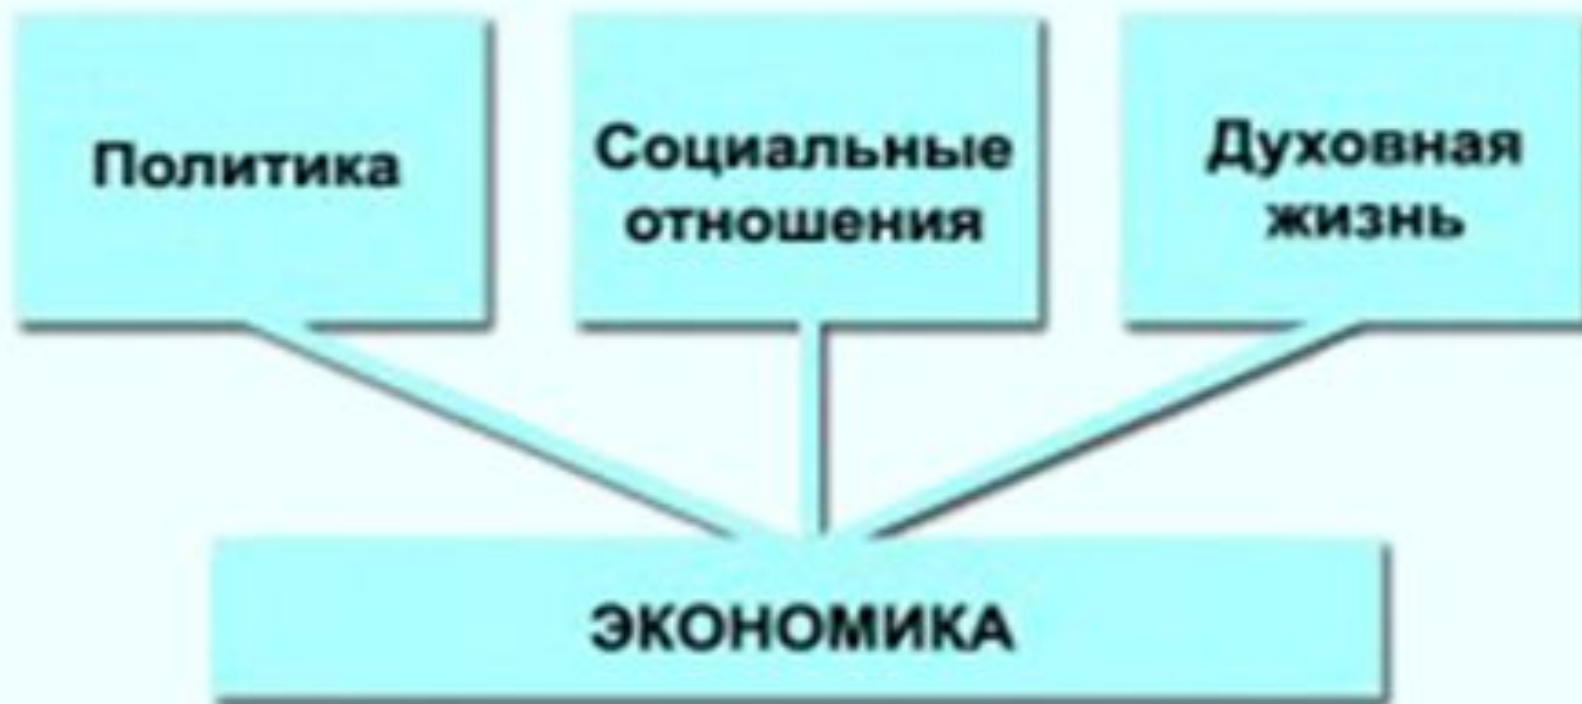 Политика
Социальные
отношения
Духовная
жизнь
ЭКОНОМИКА